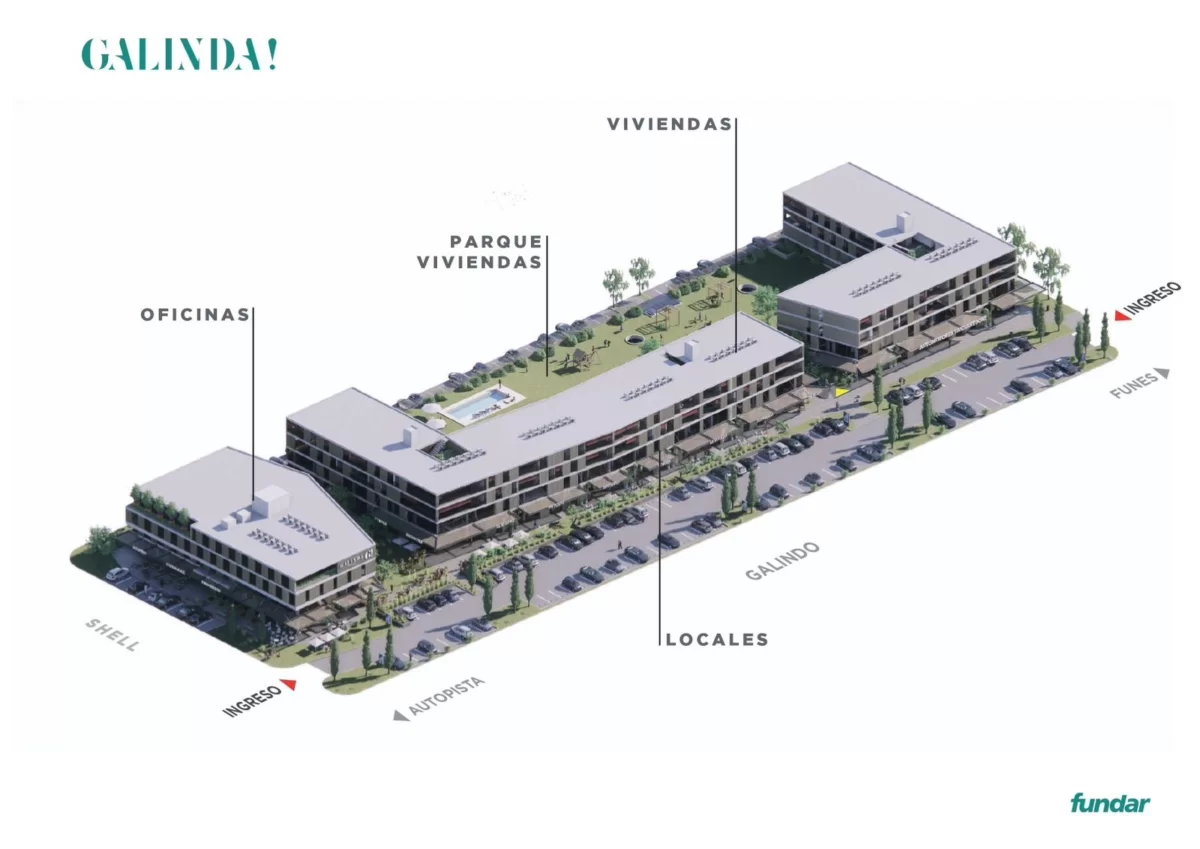 GALINDA!
VIVIENDAS
PARQUE
VIVIENDAS
OFICINAS
INGRESO
FUNES
GALINDO
LOCALES
SHELL
INGRESO
AUTOPISTA
fundar